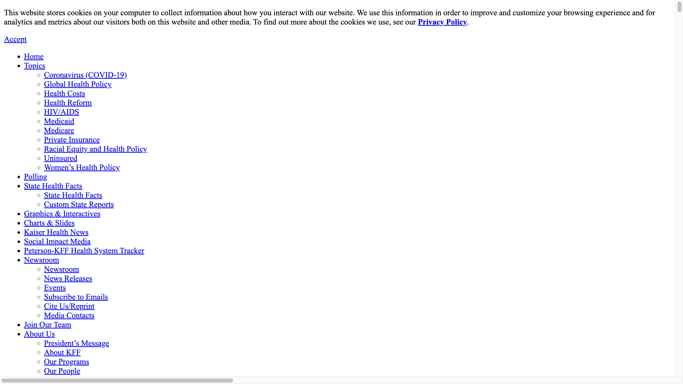 This website stores cookies on your computer to collect information about how you interact with our website. We use this information in order to improve and customize your browsing experience and for
analytics and metrics about our visitors both on this website and other media. To find out more about the cookies we use, see our Privacy Policy.
Accept
Home
Topics
Coronavirus (COVID-19)
Global Health Policy
Health Costs
Health Reform
HIV/AIDS
Medicaid
Medicare
Private Insurance
Racial Equity and Health Policy
Uninsured
Women’s Health Policy
Polling
State Health Facts
State Health Facts
Custom State Reports
Graphics & Interactives
Charts & Slides
Kaiser Health News
Social Impact Media
Peterson-KFF Health System Tracker
Newsroom
Newsroom
News Releases
Events
Subscribe to Emails
Cite Us/Reprint
Media Contacts
Join Our Team
About Us
President’s Message
About KFF
Our Programs
Our People